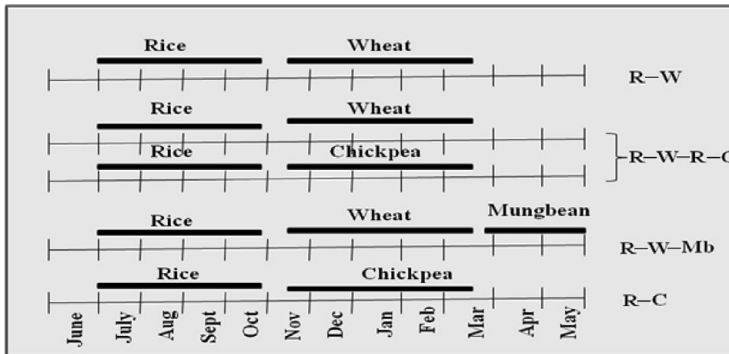 Rice Wheat
R–W
Rice Wheat
R–W–R–C
Rice Chickpea
Rice Wheat Mungbean
R–W–Mb
Rice Chickpea
R–C
June July Aug Sept Oct Nov Dec Jan Feb Mar Apr May